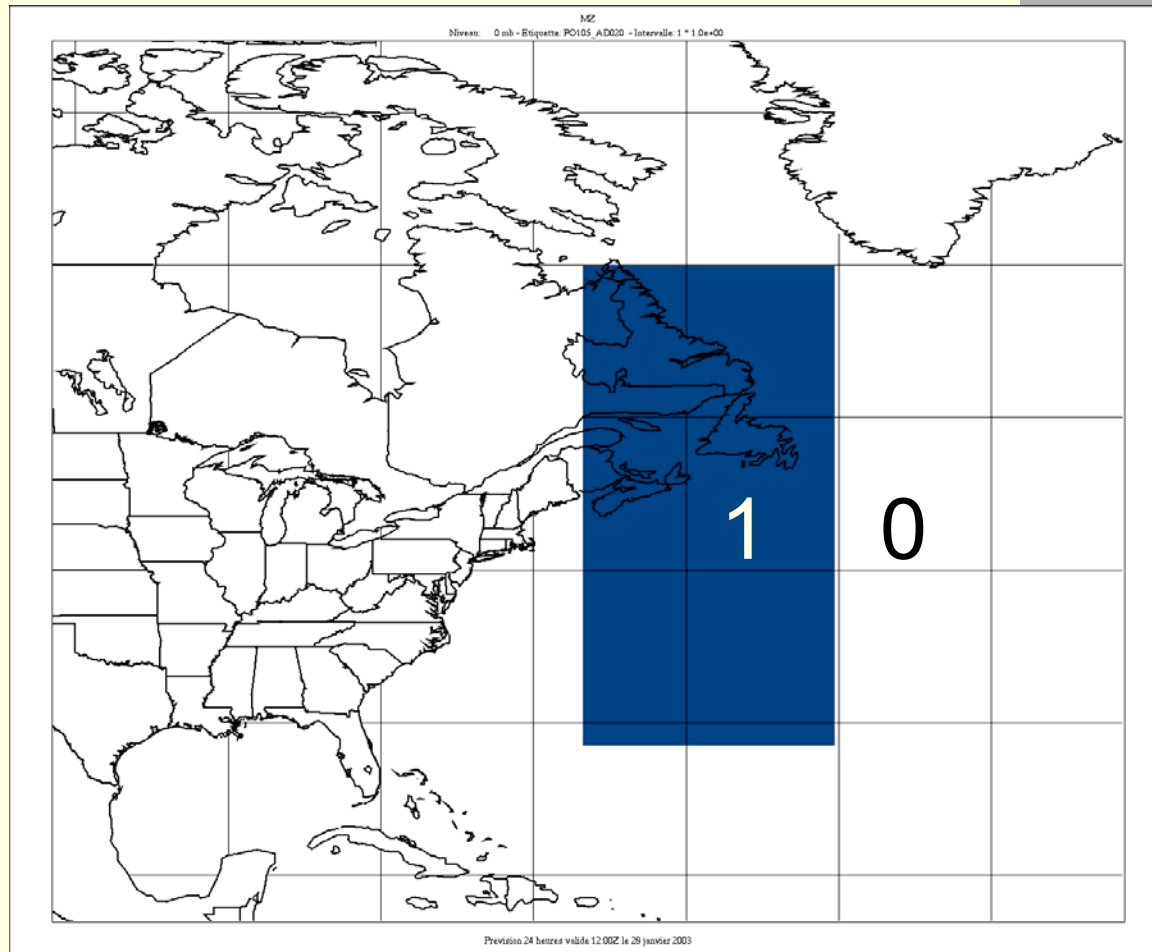 MZ
Niveau: 0 mb - Etiquette: PO105_AD020 - Intervalle: 1 * 1.0e+00
1 0
Prevision 24 heures valide 12:00Z le 28 janvier 2003